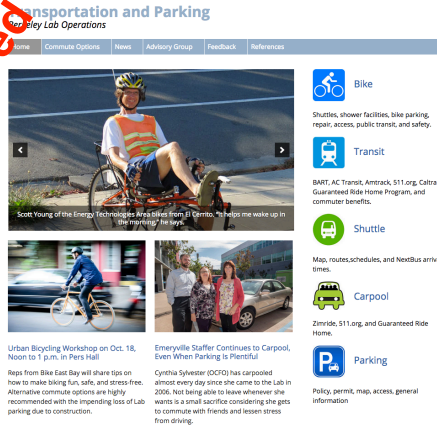 Transportation and Parking
Berkeley Lab Operations
Home Commute Options News Advisory Group Feedback References
Scott Young of the Energy Technologies Area bikes from El Cerrito. "It helps me wake up in
the morning," he says.
Urban Bicycling Workshop on Oct. 18,
Noon to 1 p.m. in Pers Hall
Reps from Bike East Bay will share tips on
how to make biking fun, safe, and stress-free.
Alternative commute options are highly
recommended with the impending loss of Lab
parking due to construction.
Emeryville Staffer Continues to Carpool,
Even When Parking Is Plentiful
Cynthia Sylvester (OCFO) has carpooled
almost every day since she came to the Lab in
2006. Not being able to leave whenever she
wants is a small sacrifice considering she gets
to commute with friends and lessen stress
from driving.
Bike
Shuttles, shower facilities, bike parking,
repair, access, public transit, and safety.
Transit
BART, AC Transit, Amtrack, 511.org, Caltra
Guaranteed Ride Home Program, and
commuter benefits.
Shuttle
Map, routes,schedules, and NextBus arriv
times.
Carpool
Zimride, 511.org, and Guaranteed Ride
Home.
Parking
Policy, permit, map, access, general
information